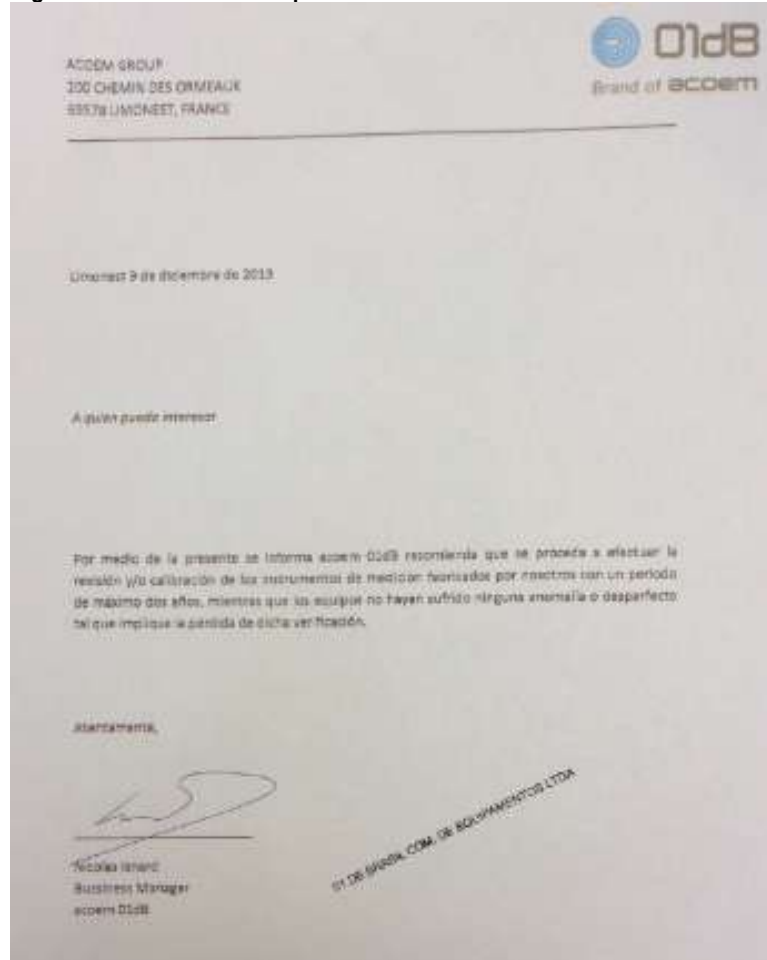 01dB
Brand of acoem
ACOEM GROUP
200 CHEMIN DES ORMEAUX
69578 LIMONEST, FRANCE
Limonest 9 de diciembre de 2013
A quien pueda interesar
Por medio de la presente se informa acoem 01dB recomienda que se proceda a efectuar la
revisión y/o calibración de los instrumentos de medición fabricados por nosotros con un periodo
de máximo dos años, mientras que los equipos no hayan sufrido ninguna anomalía o desperfecto
tal que implique la pérdida de dicha verificación.
Atentamente,
Nicolas Isnard
Bussiness Manager
acoem 01dB
01 DB BRASIL COM. DE EQUIPAMENTOS LTDA